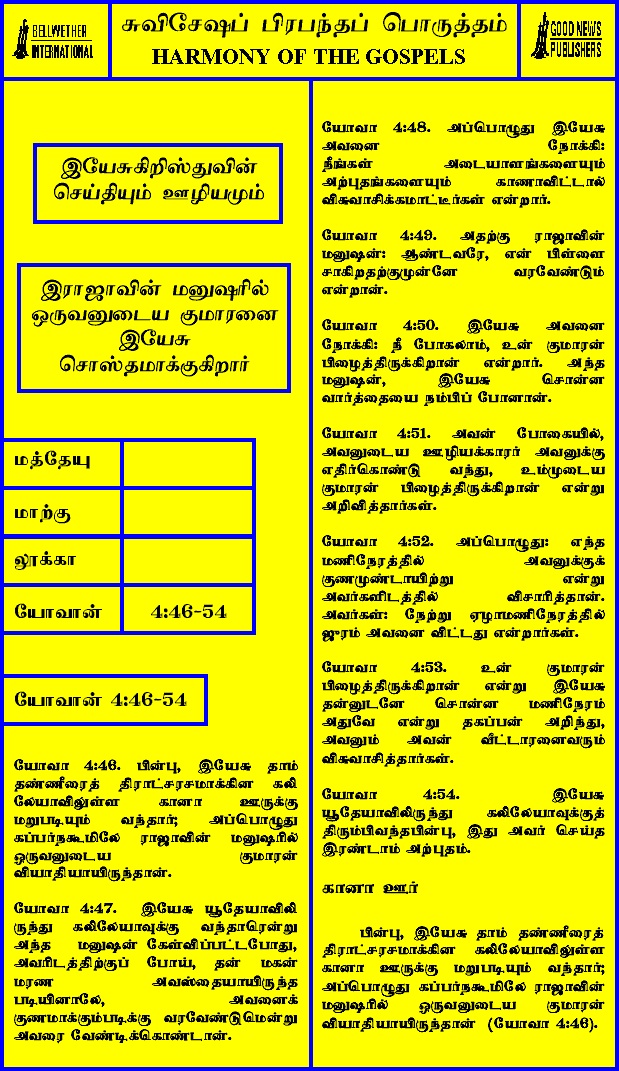 BELLWETHER
INTERNATIONAL
சுவிசேஷப் பிரபந்தப் பொருத்தம்
HARMONY OF THE GOSPELS
GOOD NEWS
PUBLISHERS
இயேசுகிறிஸ்துவின்
செய்தியும் ஊழியமும்
இராஜாவின் மனுஷரில்
ஒருவனுடைய குமாரனை
இயேசு
சொஸ்தமாக்குகிறார்
மத்தேயு
மாற்கு
லூக்கா
யோவான் 4:46-54
யோவான் 4:46-54
யோவா 4:46. பின்பு, இயேசு தாம்
தண்ணீரைத் திராட்சரசமாக்கின கலி
லேயாவிலுள்ள கானா ஊருக்கு
மறுபடியும் வந்தார்; அப்பொழுது
கப்பர்நகூமிலே ராஜாவின் மனுஷரில்
ஒருவனுடைய குமாரன்
வியாதியாயிருந்தான்.
யோவா 4:47. இயேசு யூதேயாவிலி
ருந்து கலிலேயாவுக்கு வந்தாரென்று
அந்த மனுஷன் கேள்விப்பட்டபோது,
அவரிடத்திற்குப் போய், தன் மகன்
மரண அவஸ்தையாயிருந்த
படியினாலே, அவனைக்
குணமாக்கும்படிக்கு வரவேண்டுமென்று
அவரை வேண்டிக்கொண்டான்.
யோவா 4:48. அப்பொழுது இயேசு
அவனை நோக்கி:
நீங்கள் அடையாளங்களையும்
அற்புதங்களையும் காணாவிட்டால்
விசுவாசிக்கமாட்டீர்கள் என்றார்.
யோவா 4:49. அதற்கு ராஜாவின்
மனுஷன்: ஆண்டவரே, என் பிள்ளை
சாகிறதற்குமுன்னே வரவேண்டும்
என்றான்.
யோவா 4:50. இயேசு அவனை
நோக்கி: நீ போகலாம், உன் குமாரன்
பிழைத்திருக்கிறான் என்றார். அந்த
மனுஷன், இயேசு சொன்ன
வார்த்தையை நம்பிப் போனான்.
யோவா 4:51. அவன் போகையில்,
அவனுடைய ஊழியக்காரர் அவனுக்கு
எதிர்கொண்டு வந்து, உம்முடைய
குமாரன் பிழைத்திருக்கிறான் என்று
அறிவித்தார்கள்.
யோவா 4:52. அப்பொழுது: எந்த
மணிநேரத்தில் அவனுக்குக்
குணமுண்டாயிற்று என்று
அவர்களிடத்தில் விசாரித்தான்.
அவர்கள்: நேற்று ஏழாமணிநேரத்தில்
ஜுரம் அவனை விட்டது என்றார்கள்.
யோவா 4:53. உன் குமாரன்
பிழைத்திருக்கிறான் என்று இயேசு
தன்னுடனே சொன்ன மணிநேரம்
அதுவே என்று தகப்பன் அறிந்து,
அவனும் அவன் வீட்டாரனைவரும்
விசுவாசித்தார்கள்.
யோவா 4:54. இயேசு
யூதேயாவிலிருந்து கலிலேயாவுக்குத்
திரும்பிவந்தபின்பு, இது அவர் செய்த
இரண்டாம் அற்புதம்.
கானா ஊர்
பின்பு, இயேசு தாம் தண்ணீரைத்
திராட்சரசமாக்கின கலிலேயாவிலுள்ள
கானா ஊருக்கு மறுபடியும் வந்தார்;
அப்பொழுது கப்பர்நகூமிலே ராஜாவின்
மனுஷரில் ஒருவனுடைய குமாரன்
வியாதியாயிருந்தான் (யோவா 4:46).